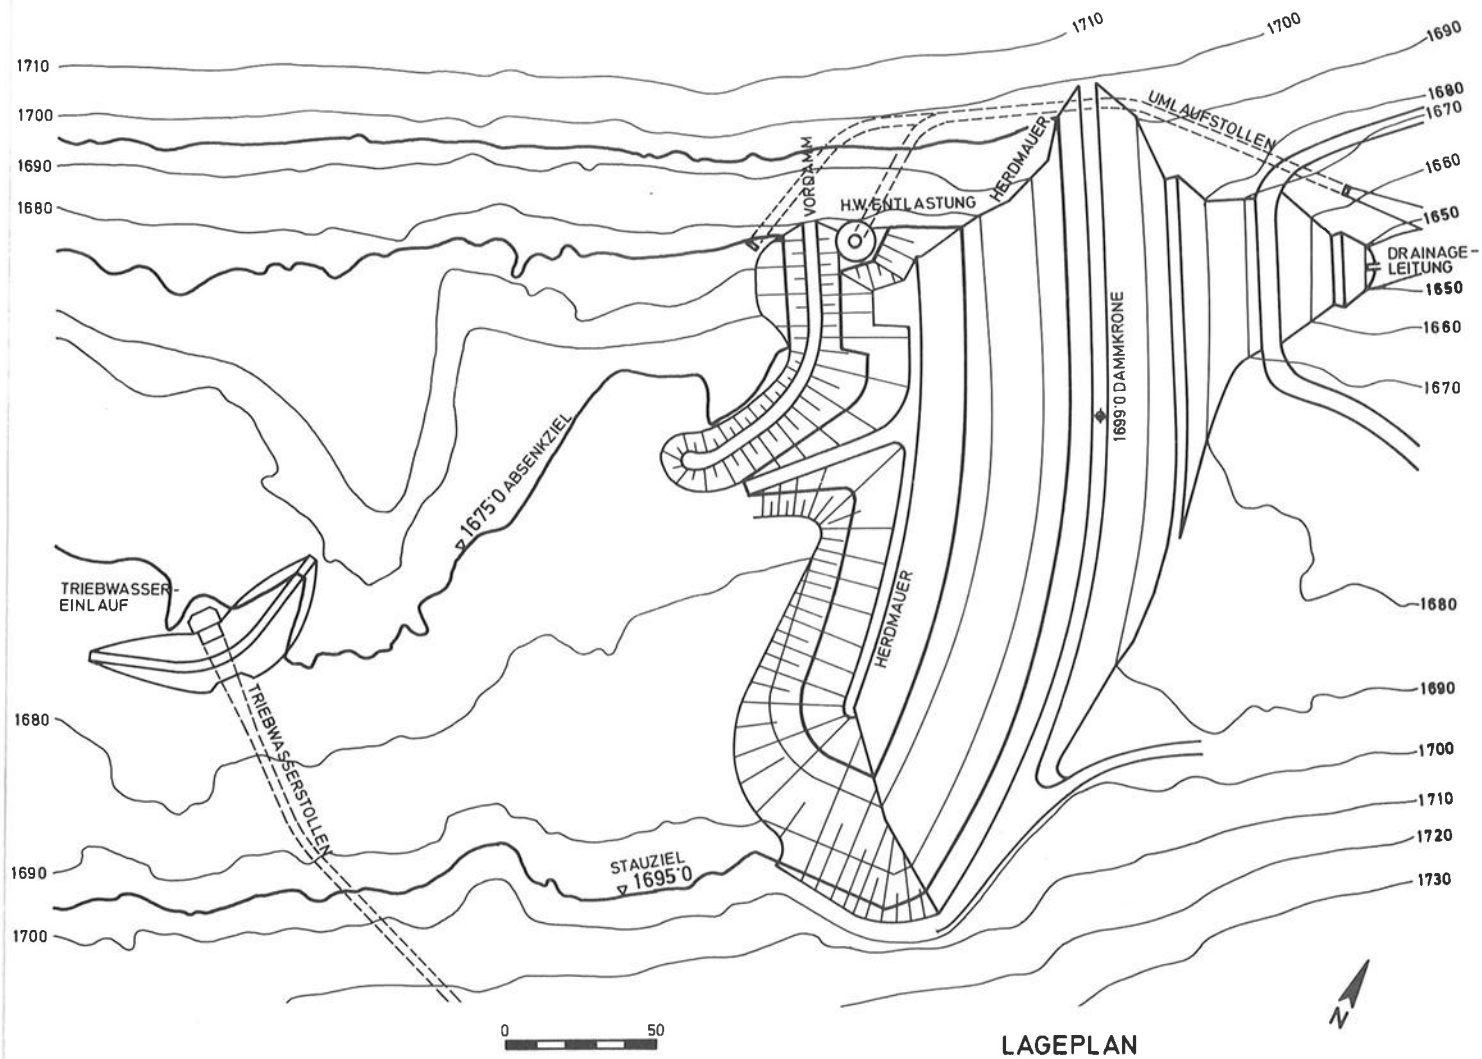 1710
1700
1690
1710
1700
1690
1680
1680
1670
1660
1650
DRAINAGE-
LEITUNG
1650
1660
1670
UMLAUFSTOLLEN
HERDMAUER
VORDAMM
H.W.ENTLASTUNG
1699'0 DAMMKRONE
1675'0 ABSENKZIEL
TRIEBWASSER-
EINLAUF
HERDMAUER
1680
1690
1680
TRIEBWASSERSTOLLEN
1700
1710
1720
STAUZIEL
1695'0
1690
1730
1700
N
0 50
LAGEPLAN